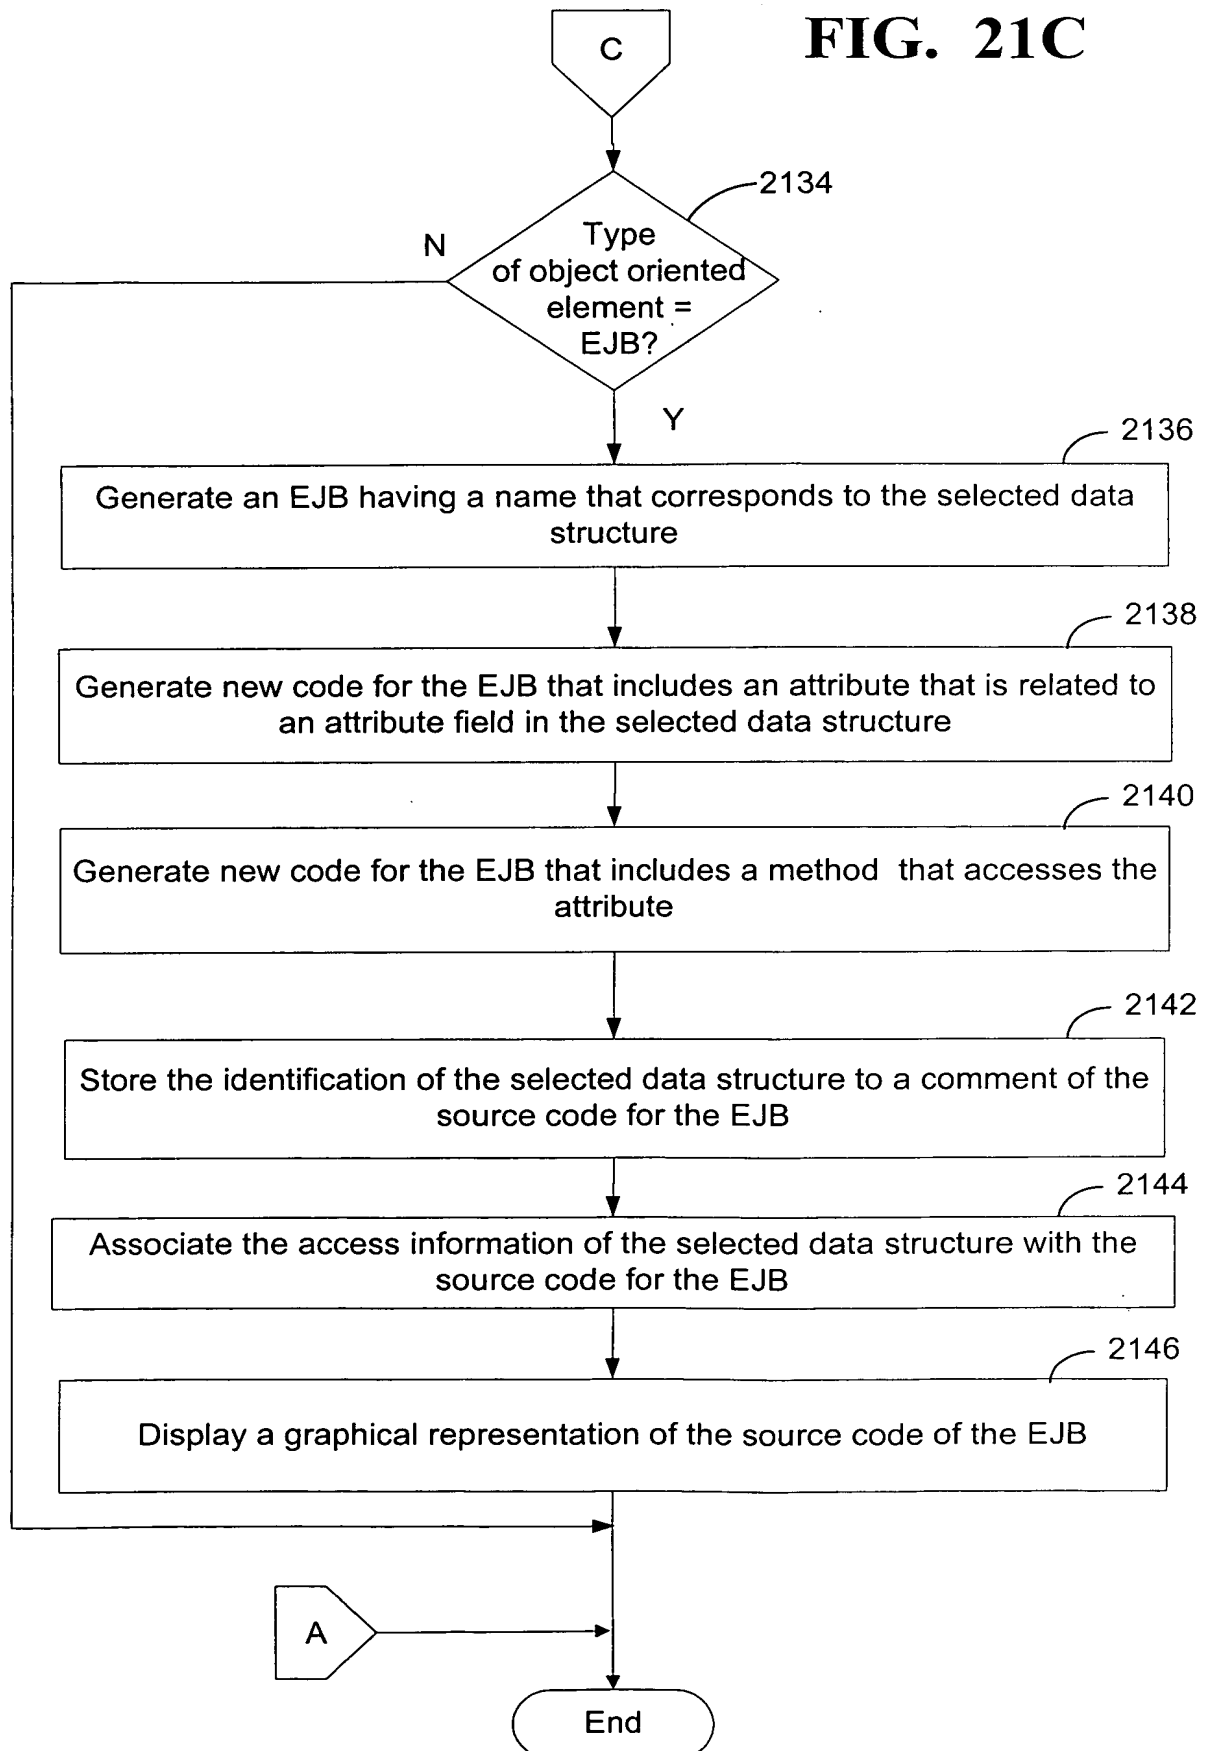 FIG. 21C
C
2134
N
Type
of object oriented
element =
EJB?
Y
2136
Generate an EJB having a name that corresponds to the selected data
structure
2138
Generate new code for the EJB that includes an attribute that is related to
an attribute field in the selected data structure
2140
Generate new code for the EJB that includes a method that accesses the
attribute
2142
Store the identification of the selected data structure to a comment of the
source code for the EJB
2144
Associate the access information of the selected data structure with the
source code for the EJB
2146
Display a graphical representation of the source code of the EJB
A
End